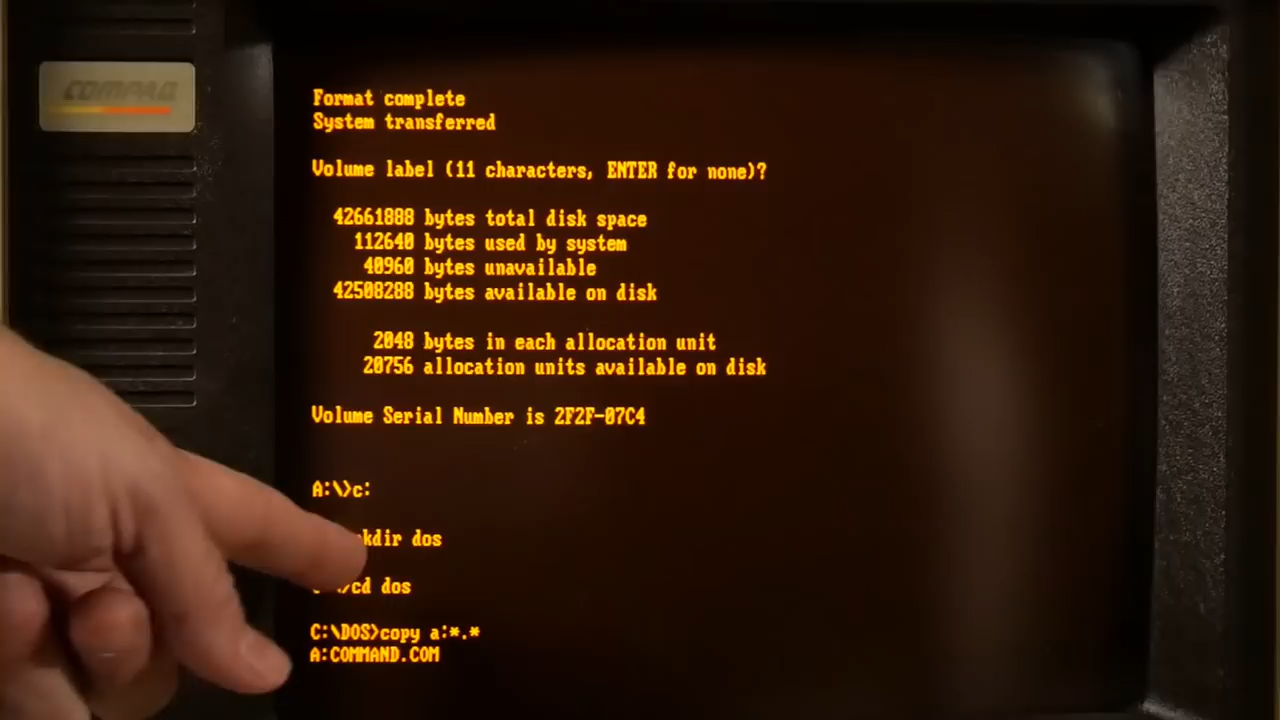 COMPAQ
Format complete
System transferred
Volume label (11 characters, ENTER for none)?
42661888 bytes total disk space
112640 bytes used by system
40960 bytes unavailable
42508288 bytes available on disk
2048 bytes in each allocation unit
20756 allocation units available on disk
Volume Serial Number is 2F2F-07C4
A:\>c:
kdir dos
cd dos
C:\DOS>copy a:*.*
A:COMMAND.COM